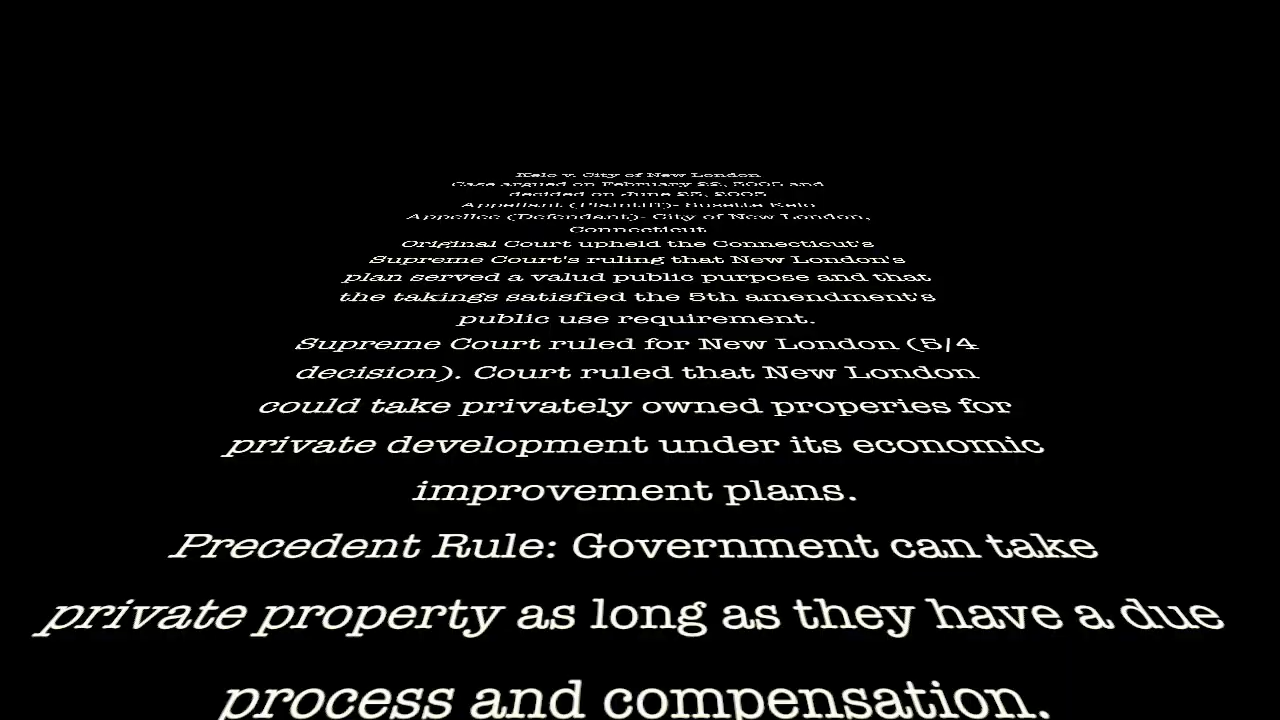 Kelo v. City of New London
Case argued on February 22, 2005 and
decided on June 23, 2005
Appellant (Plaintiff)- Susette Kelo
Appellee (Defendant)- City of New London,
Connecticut
Original Court upheld the Connecticut's
Supreme Court's ruling that New London's
plan served a valud public purpose and that
the takings satisfied the 5th amendment's
public use requirement.
Supreme Court ruled for New London (5/4
decision). Court ruled that New London
could take privately owned properies for
private development under its economic
improvement plans.
Precedent Rule: Government can take
private property as long as they have a due
process and compensation.